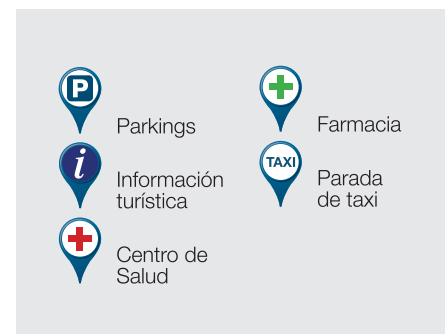 P
Parkings
i
Información
turística
Centro de
Salud
Farmacia
TAXI
Parada
de taxi